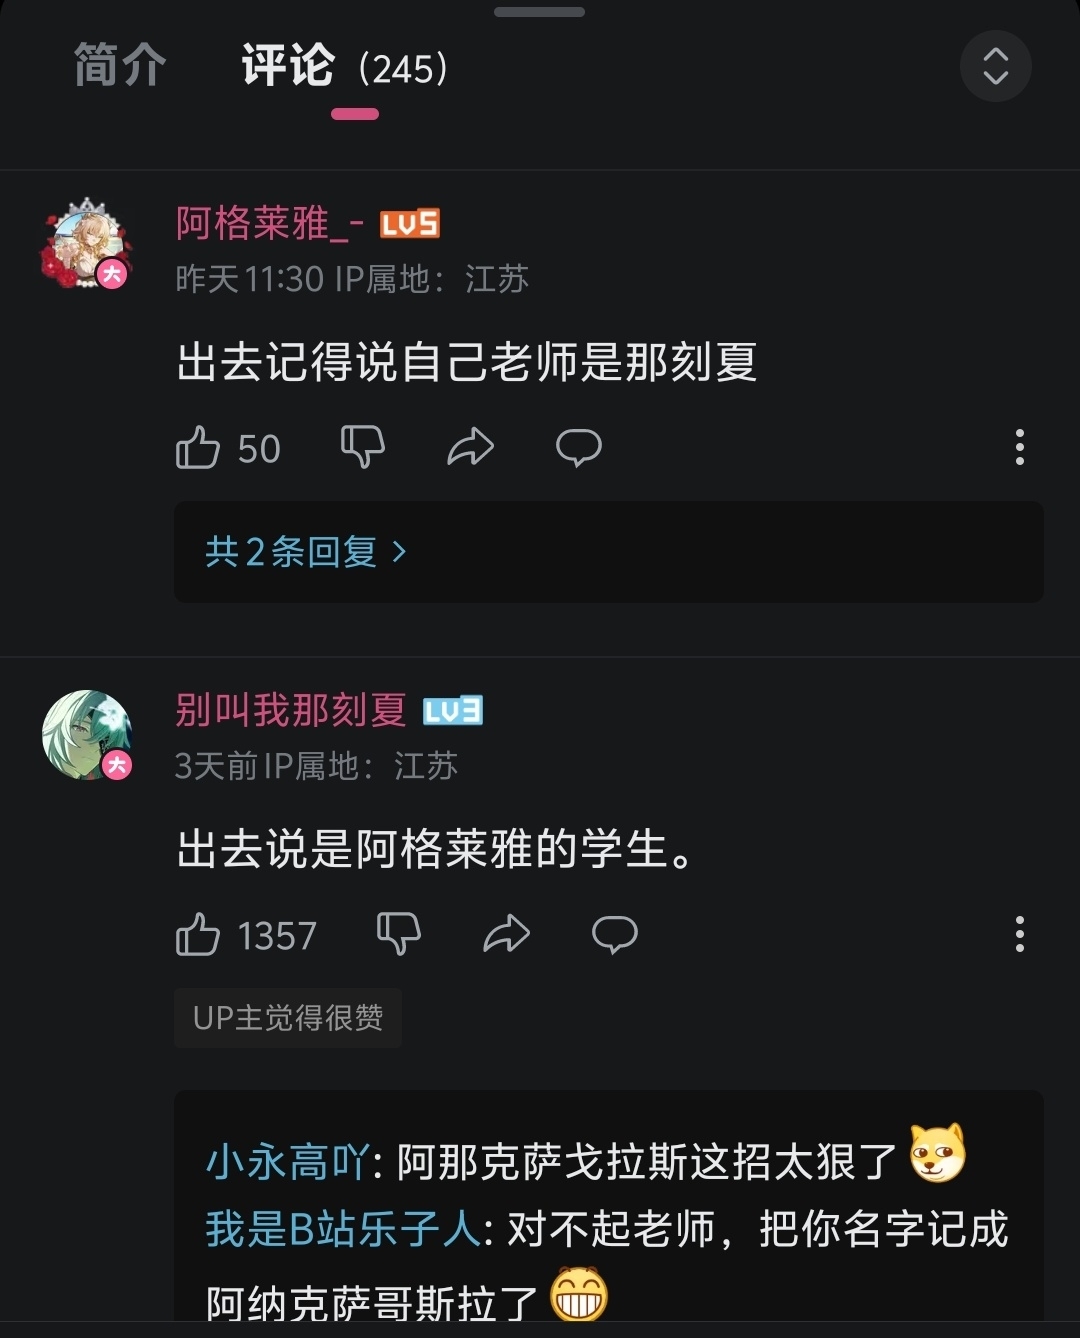 简介 评论 (245)
阿格莱雅_- LV5
大
昨天11:30 IP属地：江苏
出去记得说自己老师是那刻夏
50
共2条回复 >
别叫我那刻夏 LV3
大
3天前IP属地：江苏
出去说是阿格莱雅的学生。
1357
UP主觉得很赞
小永高吖: 阿那克萨戈拉斯这招太狠了
我是B站乐子人: 对不起老师，把你名字记成
阿纳克萨哥斯拉了